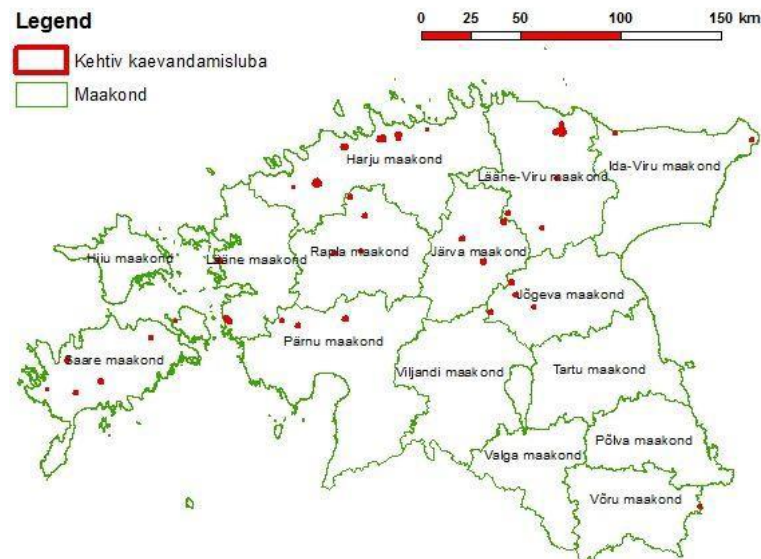 Legend
0 25 50 100 150 km
Kehtiv kaevandamisluba
Maakond
Harju maakond
Ida-Viru maakond
Lääne-Viru maakond
Hiiu maakond
Lääne maakond
Rapla maakond
Järva maakond
Jõgeva maakond
Pärnu maakond
Saare maakond
Viljandi maakond
Tartu maakond
Põlva maakond
Valga maakond
Võru maakond